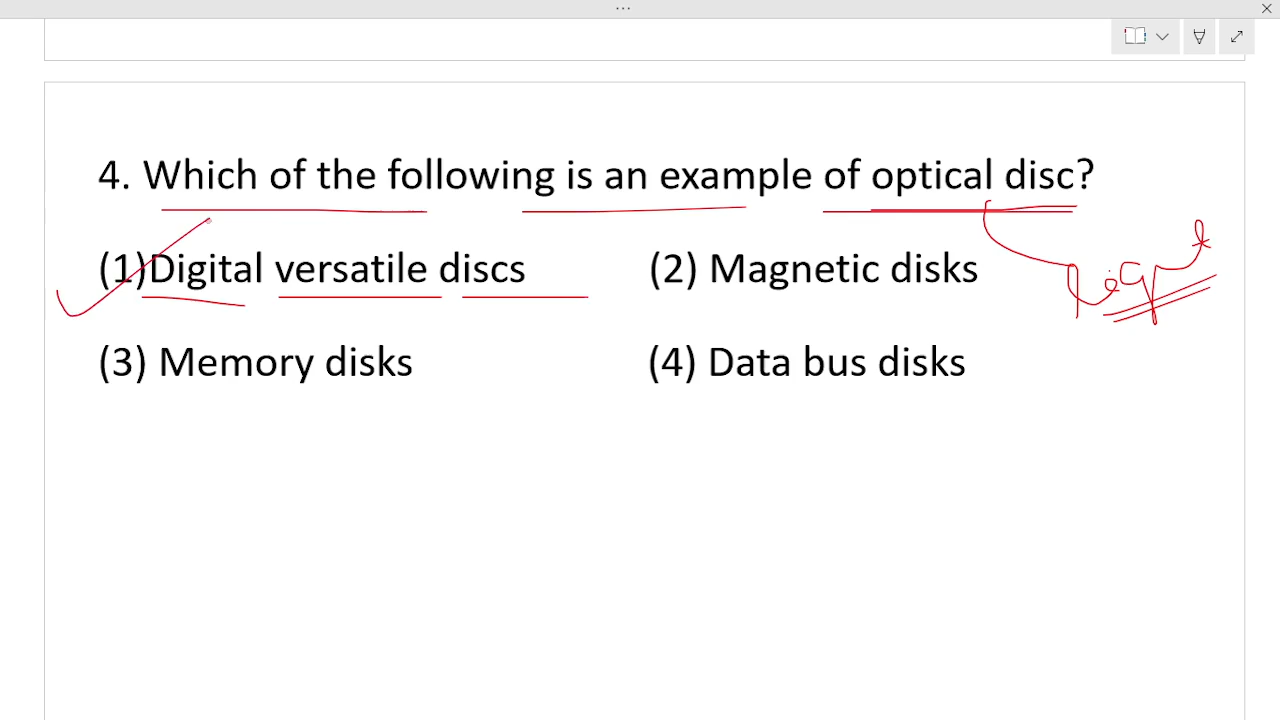 4. Which of the following is an example of optical disc?
(1)Digital versatile discs (2) Magnetic disks
Light
(3) Memory disks (4) Data bus disks